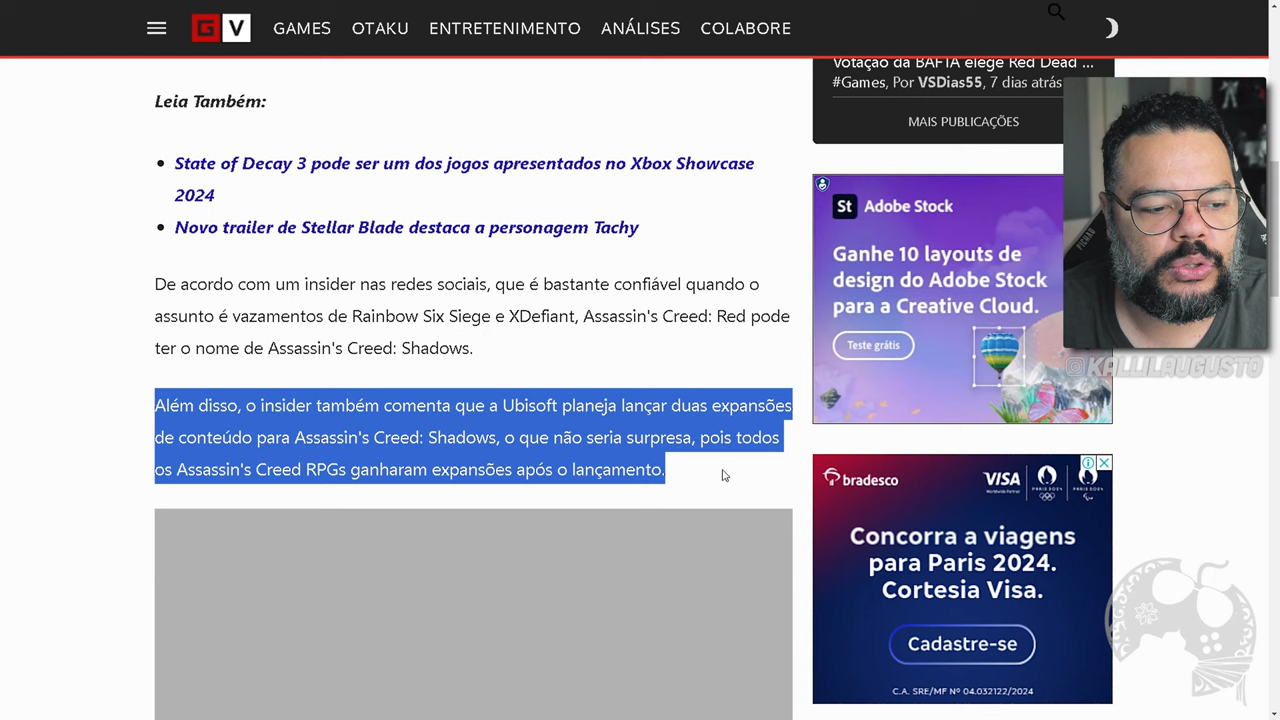 G V
GAMES
OTAKU
ENTRETENIMENTO
ANÁLISES
COLABORE
Leia Também:
State of Decay 3 pode ser um dos jogos apresentados no Xbox Showcase
2024
Novo trailer de Stellar Blade destaca a personagem Tachy
De acordo com um insider nas redes sociais, que é bastante confiável quando o
assunto é vazamentos de Rainbow Six Siege e XDefiant, Assassin's Creed: Red pode
ter o nome de Assassin's Creed: Shadows.
Além disso, o insider também comenta que a Ubisoft planeja lançar duas expansões
de conteúdo para Assassin's Creed: Shadows, o que não seria surpresa, pois todos
os Assassin's Creed RPGs ganharam expansões após o lançamento.
Votação da BAFTA elege Red Dead ...
#Games, Por VSDias55, 7 dias atrás
MAIS PUBLICAÇÕES
St Adobe Stock
Ganhe 10 layouts de
design do Adobe Stock
para a Creative Cloud.
Teste grátis
@KALLILAUGUSTO
bradesco
VISA
PARIS 2024
Concorra a viagens
para Paris 2024.
Cortesia Visa.
Cadastre-se
C.A. SRE/MF Nº 04.032122/2024